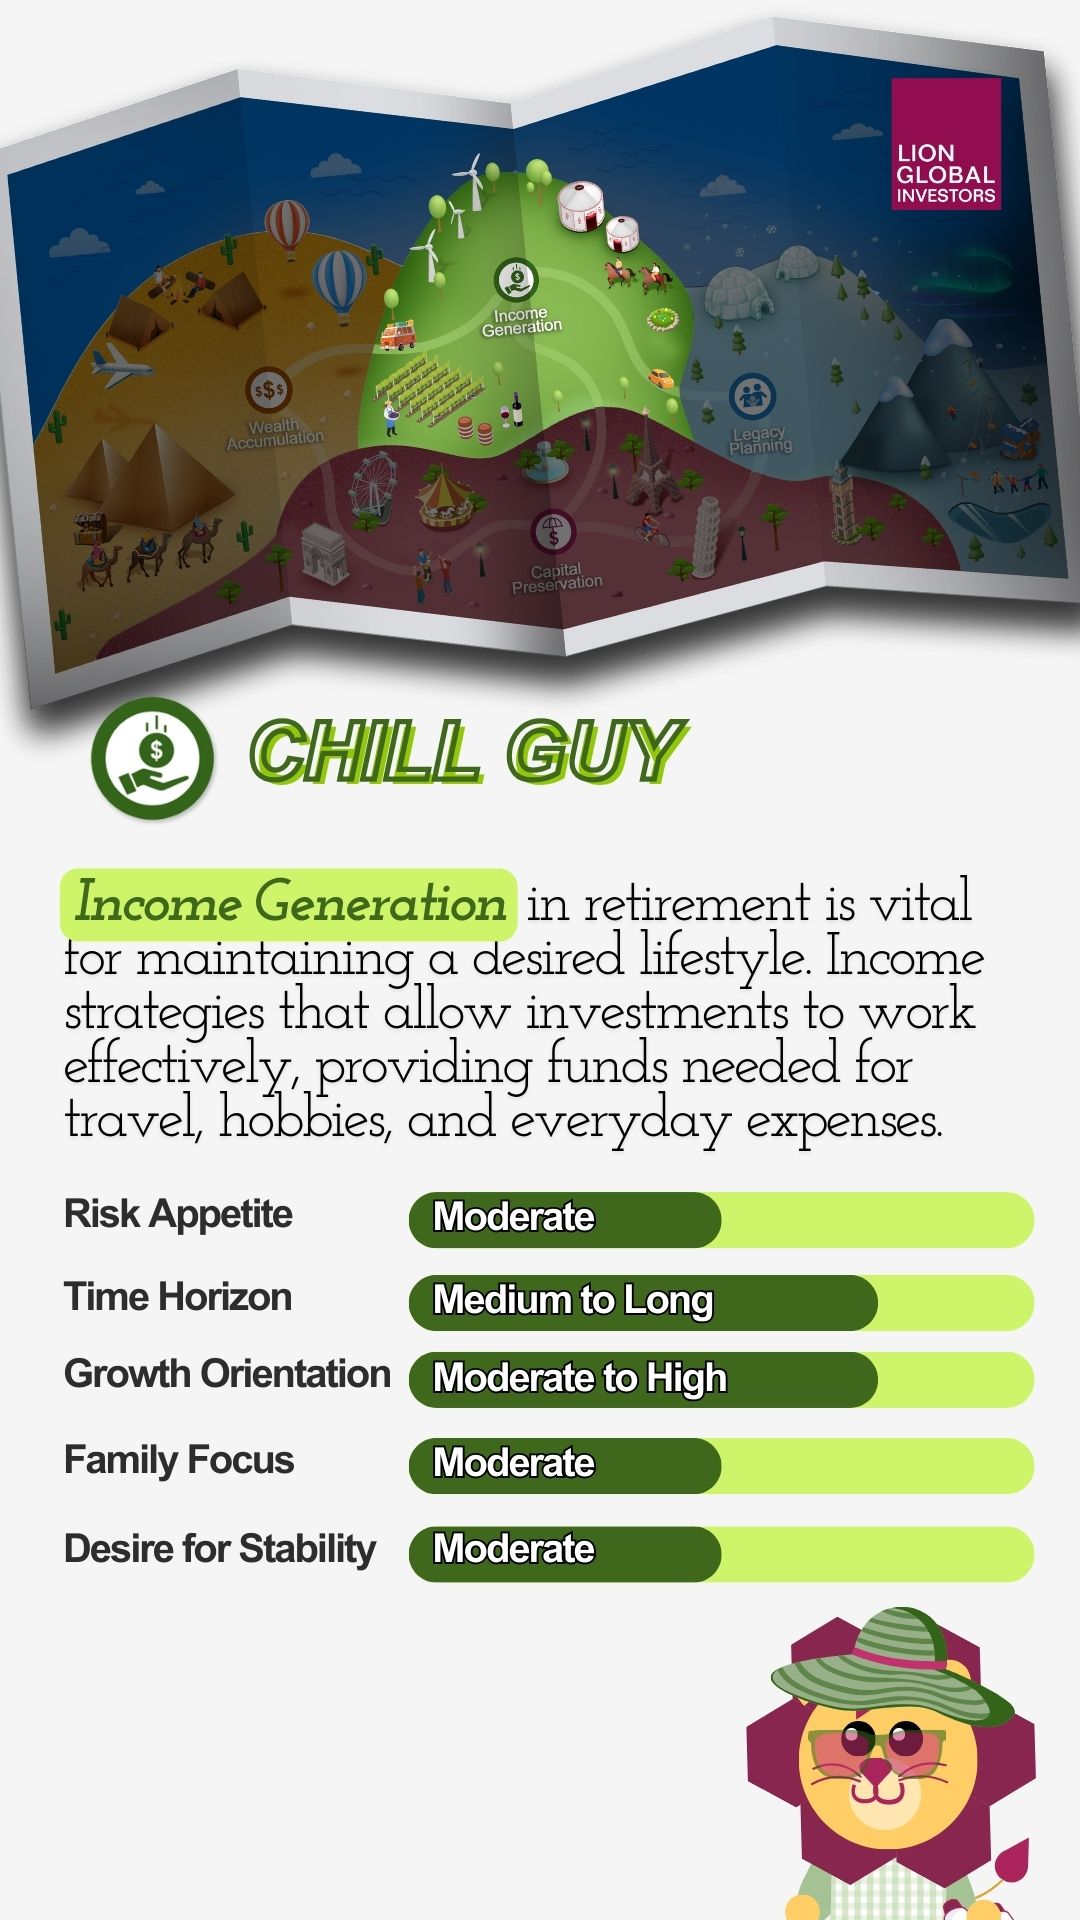 LION
GLOBAL
INVESTORS
Income
Generation
$$$
Wealth
Accumulation
Legacy
Planning
$
Capital
Preservation
$
CHILL GUY
Income Generation in retirement is vital
for maintaining a desired lifestyle. Income
strategies that allow investments to work
effectively, providing funds needed for
travel, hobbies, and everyday expenses.
Risk Appetite Moderate
Time Horizon Medium to Long
Growth Orientation Moderate to High
Family Focus Moderate
Desire for Stability Moderate